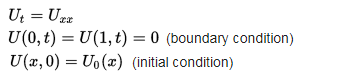 U_t = U_{xx}
U(0, t) = U(1, t) = 0 (boundary condition)
U(x, 0) = U_0(x) (initial condition)